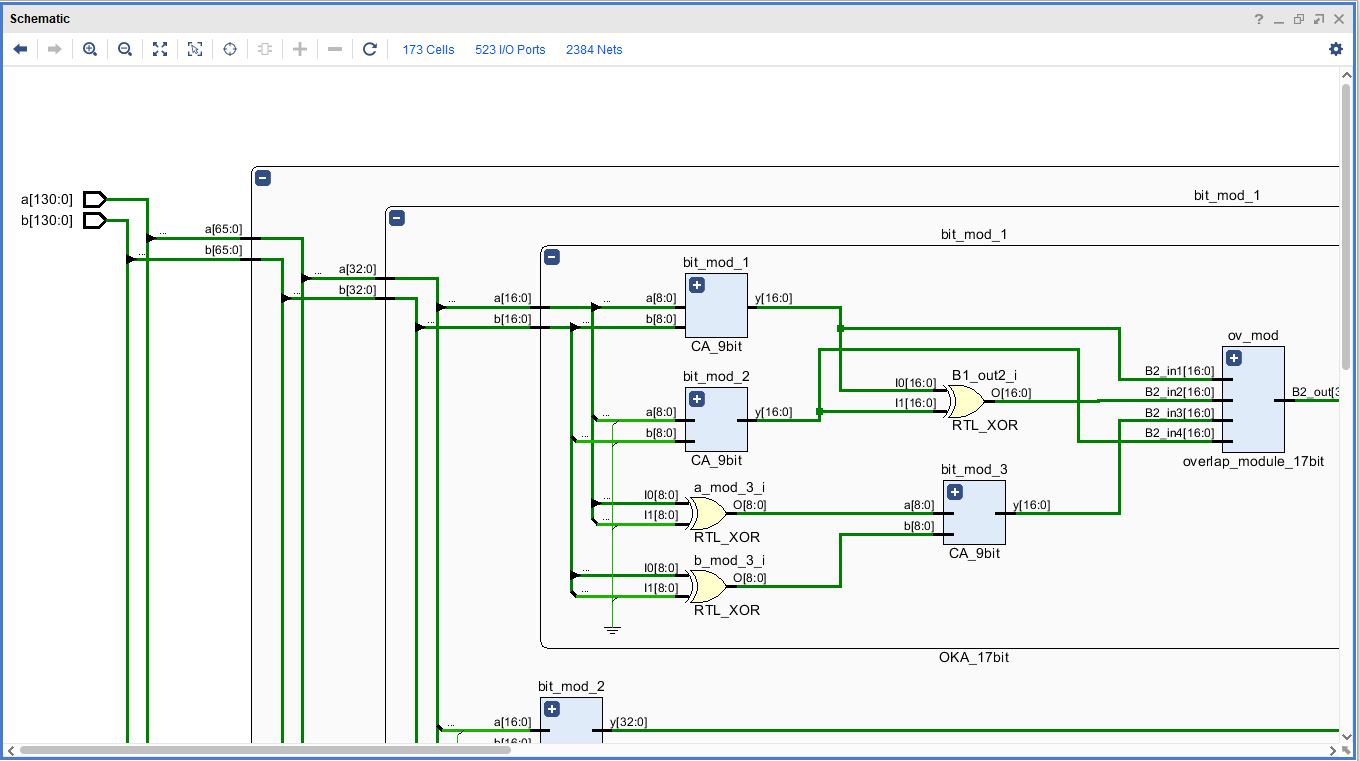 Schematic
173 Cells 523 I/O Ports 2384 Nets
bit_mod_1
a[130:0]
b[130:0]
a[65:0]
b[65:0]
bit_mod_1
a[32:0]
b[32:0]
bit_mod_1
a[16:0] a[8:0] y[16:0]
b[16:0] b[8:0]
CA_9bit
bit_mod_2
a[8:0] y[16:0]
b[8:0]
CA_9bit
B1_out2_i
I0[16:0] O[16:0]
I1[16:0]
RTL_XOR
ov_mod
B2_in1[16:0]
B2_in2[16:0] B2_out[3
B2_in3[16:0]
B2_in4[16:0]
overlap_module_17bit
a_mod_3_i
I0[8:0] O[8:0]
I1[8:0]
RTL_XOR
bit_mod_3
a[8:0] y[16:0]
b[8:0]
CA_9bit
b_mod_3_i
I0[8:0] O[8:0]
I1[8:0]
RTL_XOR
OKA_17bit
bit_mod_2
a[16:0] y[32:0]
b[16:0]